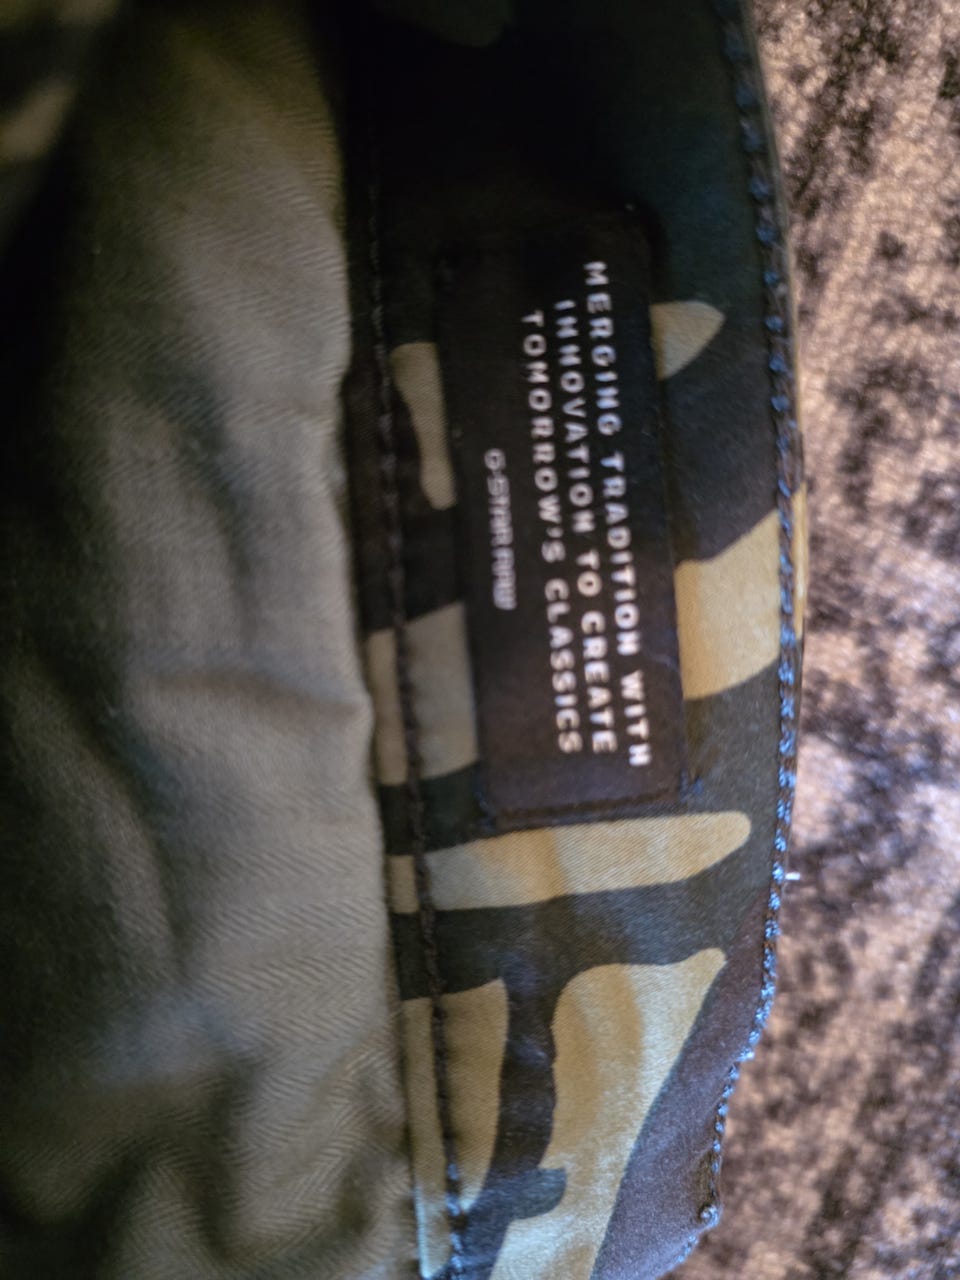 MERGING TRADITION WITH
INNOVATION TO CREATE
TOMORROW'S CLASSICS
G-STAR RAW